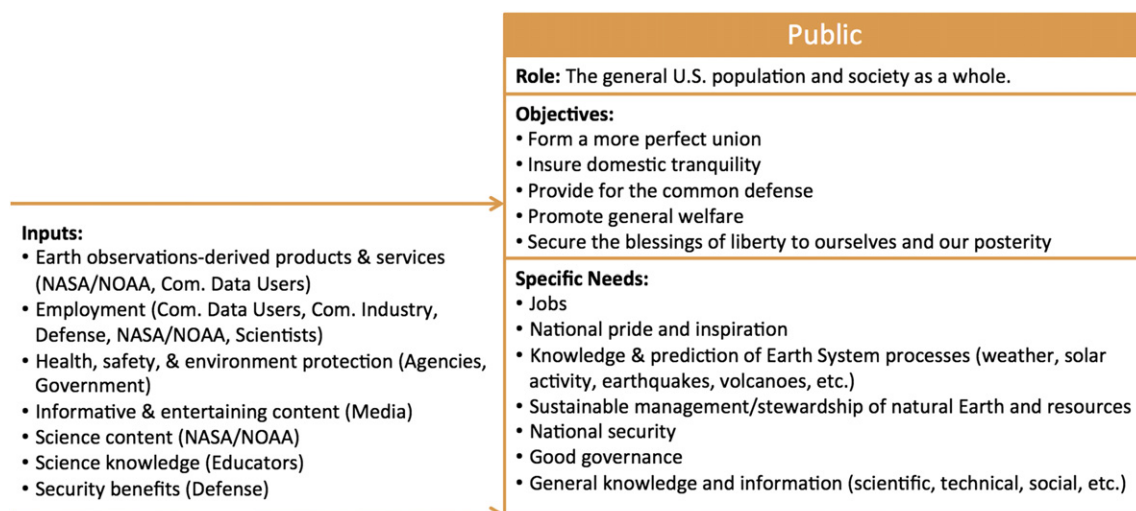 Public
Role: The general U.S. population and society as a whole.
Objectives:
• Form a more perfect union
• Insure domestic tranquility
• Provide for the common defense
• Promote general welfare
• Secure the blessings of liberty to ourselves and our posterity
Inputs:
• Earth observations-derived products & services
(NASA/NOAA, Com. Data Users)
• Employment (Com. Data Users, Com. Industry,
Defense, NASA/NOAA, Scientists)
• Health, safety, & environment protection (Agencies,
Government)
• Informative & entertaining content (Media)
• Science content (NASA/NOAA)
• Science knowledge (Educators)
• Security benefits (Defense)
Specific Needs:
• Jobs
• National pride and inspiration
• Knowledge & prediction of Earth System processes (weather, solar
activity, earthquakes, volcanoes, etc.)
• Sustainable management/stewardship of natural Earth and resources
• National security
• Good governance
• General knowledge and information (scientific, technical, social, etc.)